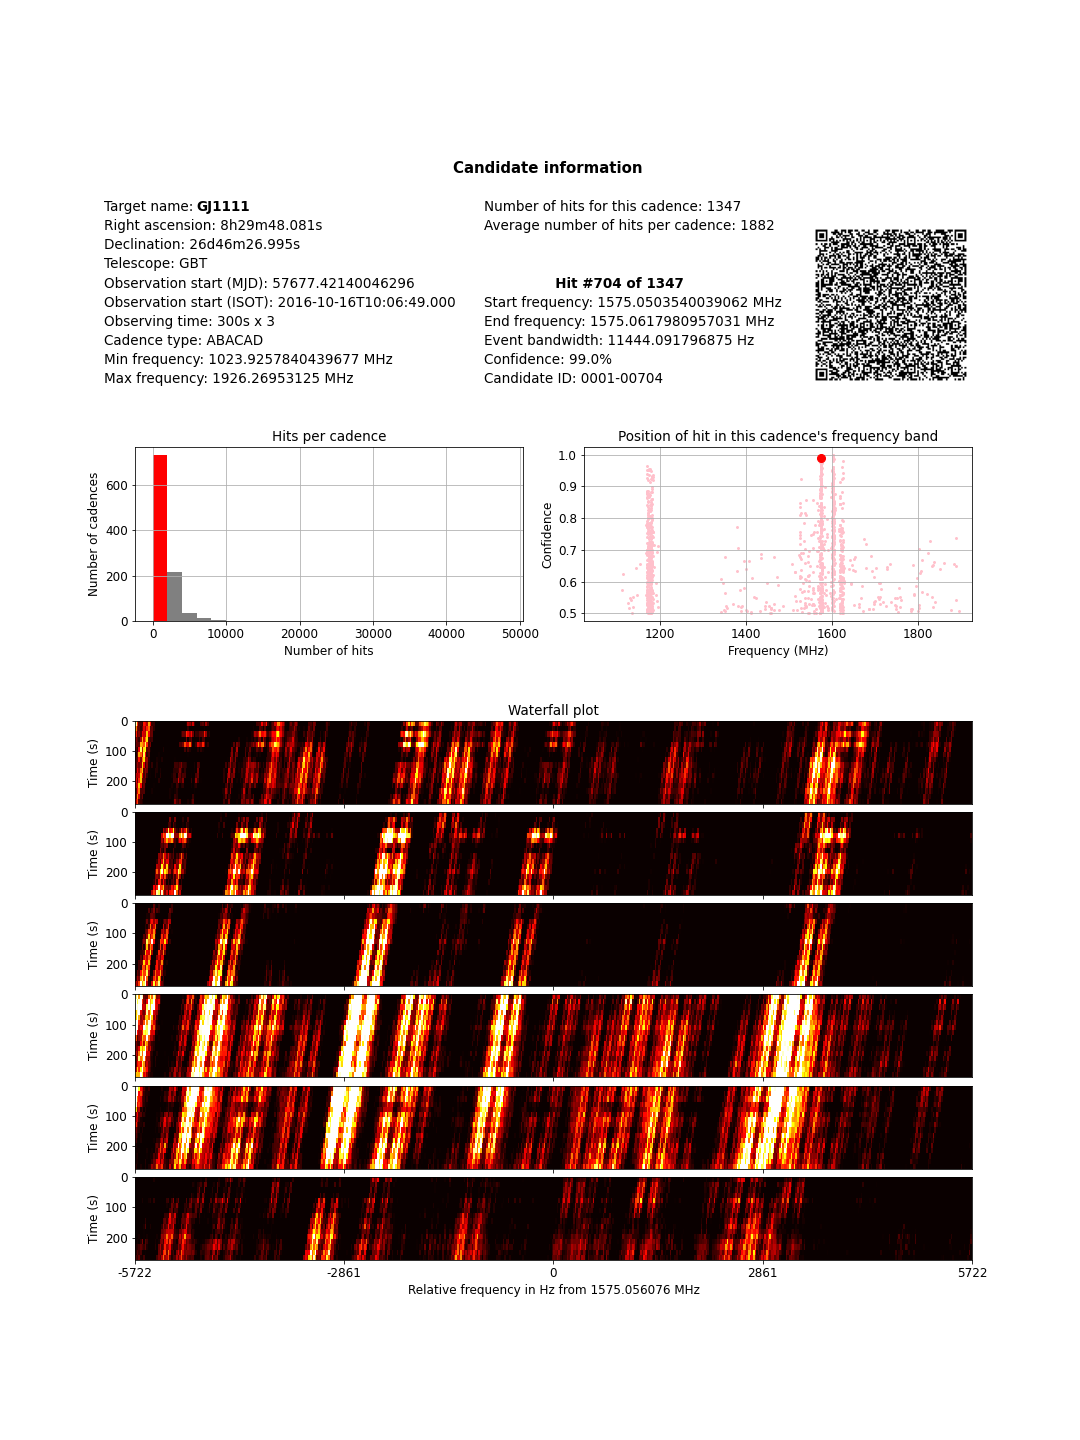 Candidate information
Target name: GJ1111
Right ascension: 8h29m48.081s
Declination: 26d46m26.995s
Telescope: GBT
Observation start (MJD): 57677.42140046296
Observation start (ISOT): 2016-10-16T10:06:49.000
Observing time: 300s x 3
Cadence type: ABACAD
Min frequency: 1023.9257840439677 MHz
Max frequency: 1926.26953125 MHz
Number of hits for this cadence: 1347
Average number of hits per cadence: 1882
Hit #704 of 1347
Start frequency: 1575.0503540039062 MHz
End frequency: 1575.0617980957031 MHz
Event bandwidth: 11444.091796875 Hz
Confidence: 99.0%
Candidate ID: 0001-00704
Hits per cadence
Number of cadences
600
400
200
0
0 10000 20000 30000 40000 50000
Number of hits
Position of hit in this cadence's frequency band
Confidence
1.0
0.9
0.8
0.7
0.6
0.5
1200 1400 1600 1800
Frequency (MHz)
Waterfall plot
Time (s)
0
100
200
Time (s)
0
100
200
Time (s)
0
100
200
Time (s)
0
100
200
Time (s)
0
100
200
Time (s)
0
100
200
-5722 -2861 0 2861 5722
Relative frequency in Hz from 1575.056076 MHz